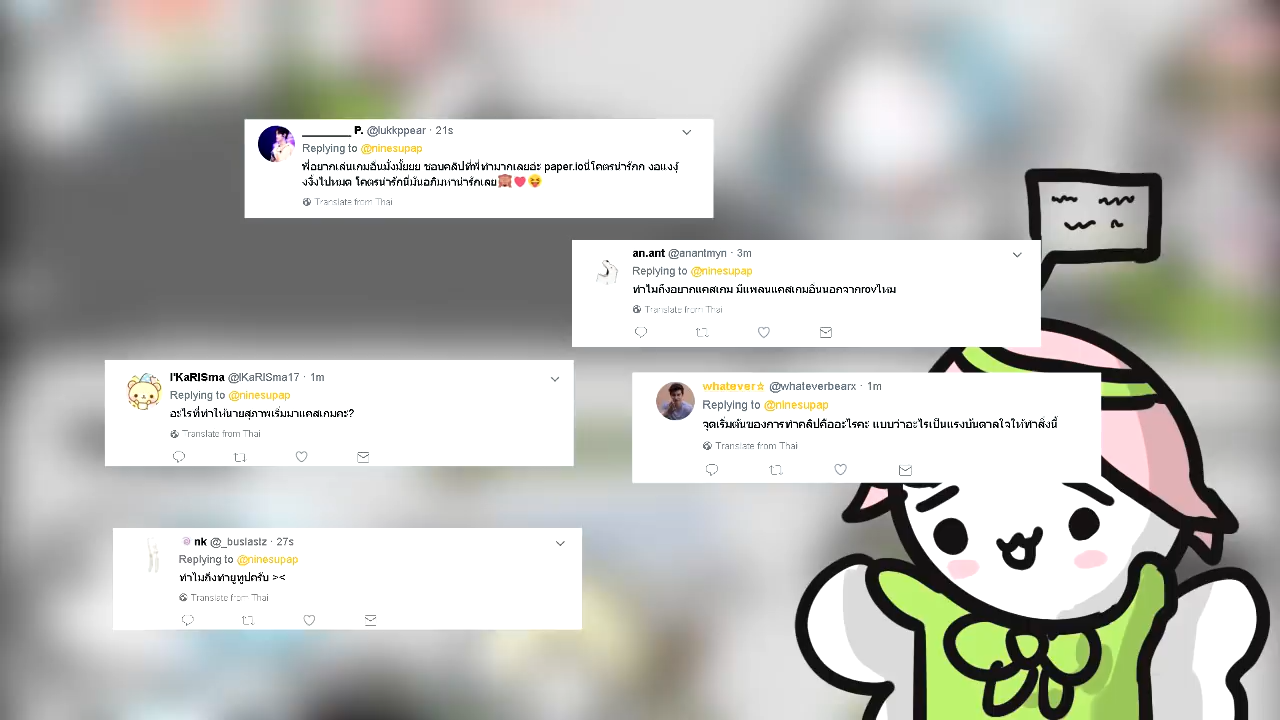 ________ P. @lukkppear · 21s
Replying to @ninesupap
พี่อยากเล่นเกมอื่นมั่งมั้ยยย ชอบคลิปที่พี่ทำมากเลยอ่ะ paper.ioนี่โคตรน่ารักก งอแงงุ้
งงิ้งไปหมด โคตรน่ารักนี่มันอภิมหาน่ารักเลย🙈💗😝
Translate from Thai
an.ant @anantmyn · 3m
Replying to @ninesupap
ทำไมถึงอยากแคสเกม มีแพลนแคสเกมอื่นนอกจากrovไหม
Translate from Thai
I'KaRISma @IKaRISma17 · 1m
Replying to @ninesupap
อะไรที่ทำให้นายสุภาพเริ่มมาแคสเกมคะ?
Translate from Thai
whatever☆ @whateverbearx · 1m
Replying to @ninesupap
จุดเริ่มต้นของการทำคลิปคืออะไรคะ แบบว่าอะไรเป็นแรงบันดาลใจให้ทำสิ่งนี้
Translate from Thai
nk @_busiastz · 27s
Replying to @ninesupap
ทำไมถึงทำยูทูปครับ ><
Translate from Thai